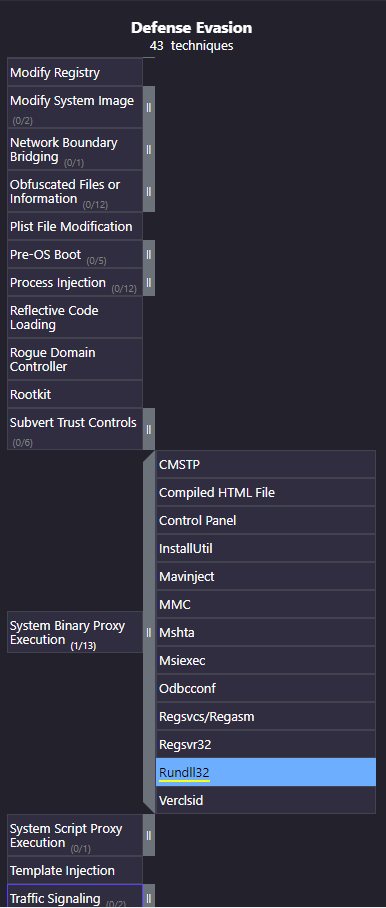 Defense Evasion
43 techniques
Modify Registry
Modify System Image
(0/2)
Network Boundary
Bridging (0/1)
Obfuscated Files or
Information (0/12)
Plist File Modification
Pre-OS Boot (0/5)
Process Injection (0/12)
Reflective Code
Loading
Rogue Domain
Controller
Rootkit
Subvert Trust Controls
(0/6)
System Binary Proxy
Execution (1/13)
CMSTP
Compiled HTML File
Control Panel
InstallUtil
Mavinject
MMC
Mshta
Msiexec
Odbcconf
Regsvcs/Regasm
Regsvr32
Rundll32
Verclsid
System Script Proxy
Execution (0/1)
Template Injection
Traffic Signaling (0/2)